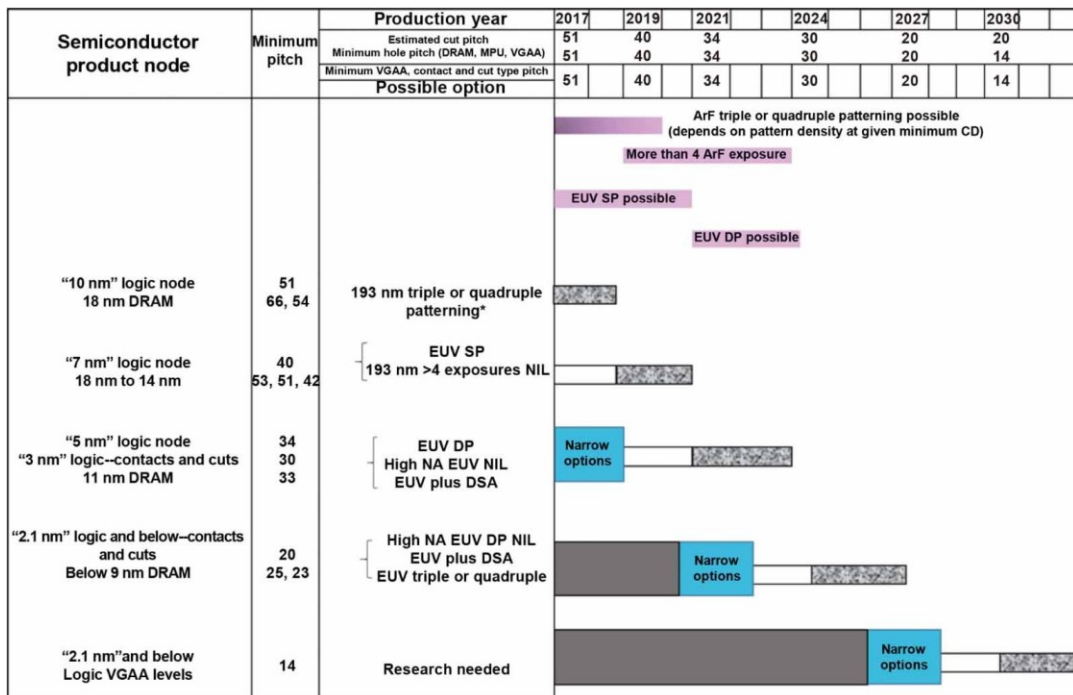 Semiconductor product node Minimum pitch Production year 2017 2019 2021 2024 2027 2030
Estimated cut pitch 51 40 34 30 20 20
Minimum hole pitch (DRAM, MPU, VGAA) 51 40 34 30 20 14
Minimum VGAA, contact and cut type pitch
Possible option 51 40 34 30 20 14
ArF triple or quadruple patterning possible
(depends on pattern density at given minimum CD)
More than 4 ArF exposure
EUV SP possible
EUV DP possible
“10 nm” logic node 51
18 nm DRAM 66, 54
193 nm triple or quadruple
patterning*
“7 nm” logic node 40
18 nm to 14 nm 53, 51, 42
EUV SP
193 nm >4 exposures NIL
“5 nm” logic node 34
“3 nm” logic--contacts and cuts 30
11 nm DRAM 33
EUV DP
High NA EUV NIL
EUV plus DSA
Narrow
options
“2.1 nm” logic and below--contacts
and cuts 20
Below 9 nm DRAM 25, 23
High NA EUV DP NIL
EUV plus DSA
EUV triple or quadruple
Narrow
options
“2.1 nm”and below
Logic VGAA levels
14
Research needed
Narrow
options